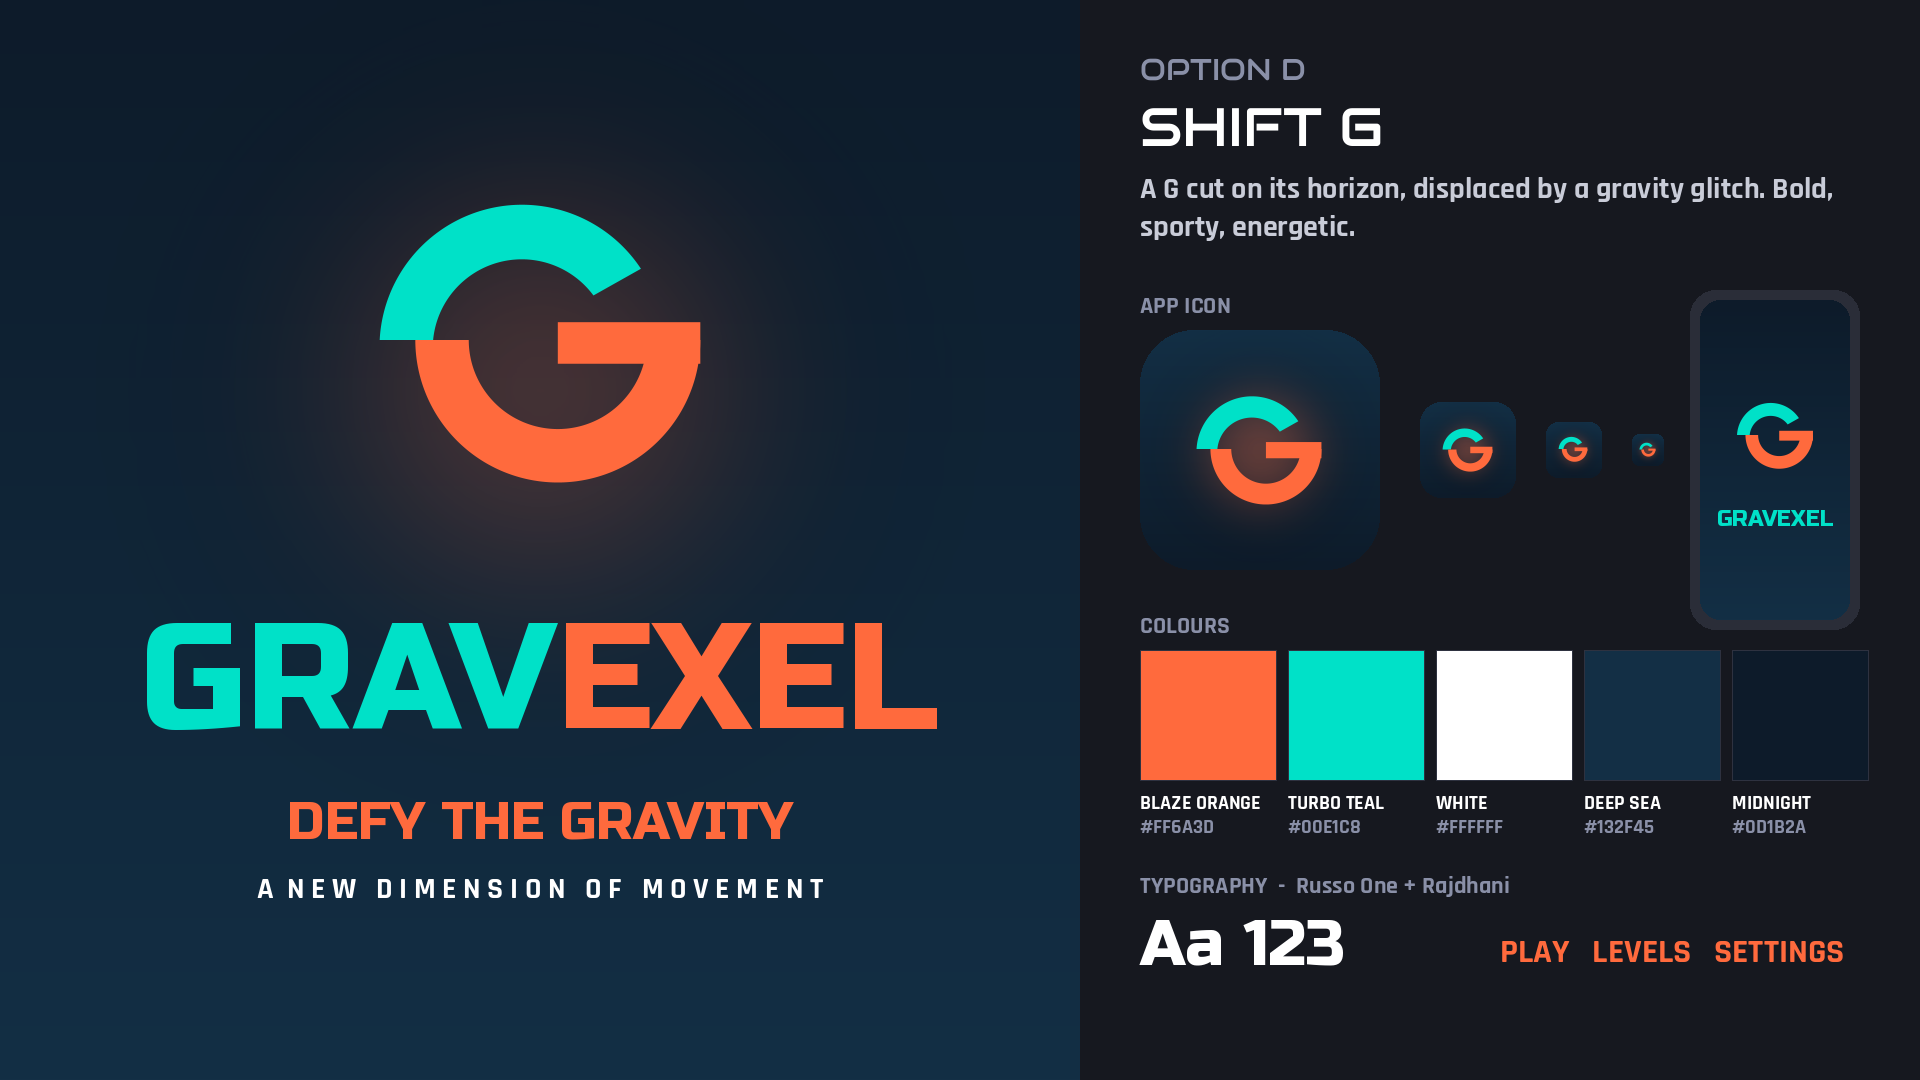 GRAVEXEL
DEFY THE GRAVITY
A NEW DIMENSION OF MOVEMENT
OPTION D
SHIFT G
A G cut on its horizon, displaced by a gravity glitch. Bold,
sporty, energetic.
APP ICON
GRAVEXEL
COLOURS
BLAZE ORANGE
#FF6A3D
TURBO TEAL
#00E1C8
WHITE
#FFFFFF
DEEP SEA
#132F45
MIDNIGHT
#0D1B2A
TYPOGRAPHY - Russo One + Rajdhani
Aa 123
PLAY LEVELS SETTINGS